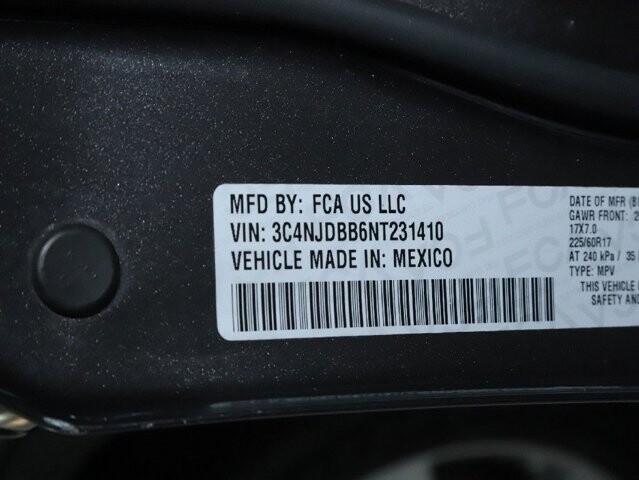 MFD BY: FCA US LLC
VIN: 3C4NJDBB6NT231410
VEHICLE MADE IN: MEXICO
DATE OF MFR
GAWR FRONT:
17X7.0
225/60R17
AT 240 kPa / 35
TYPE: MPV
THIS VEHICLE
SAFETY AND